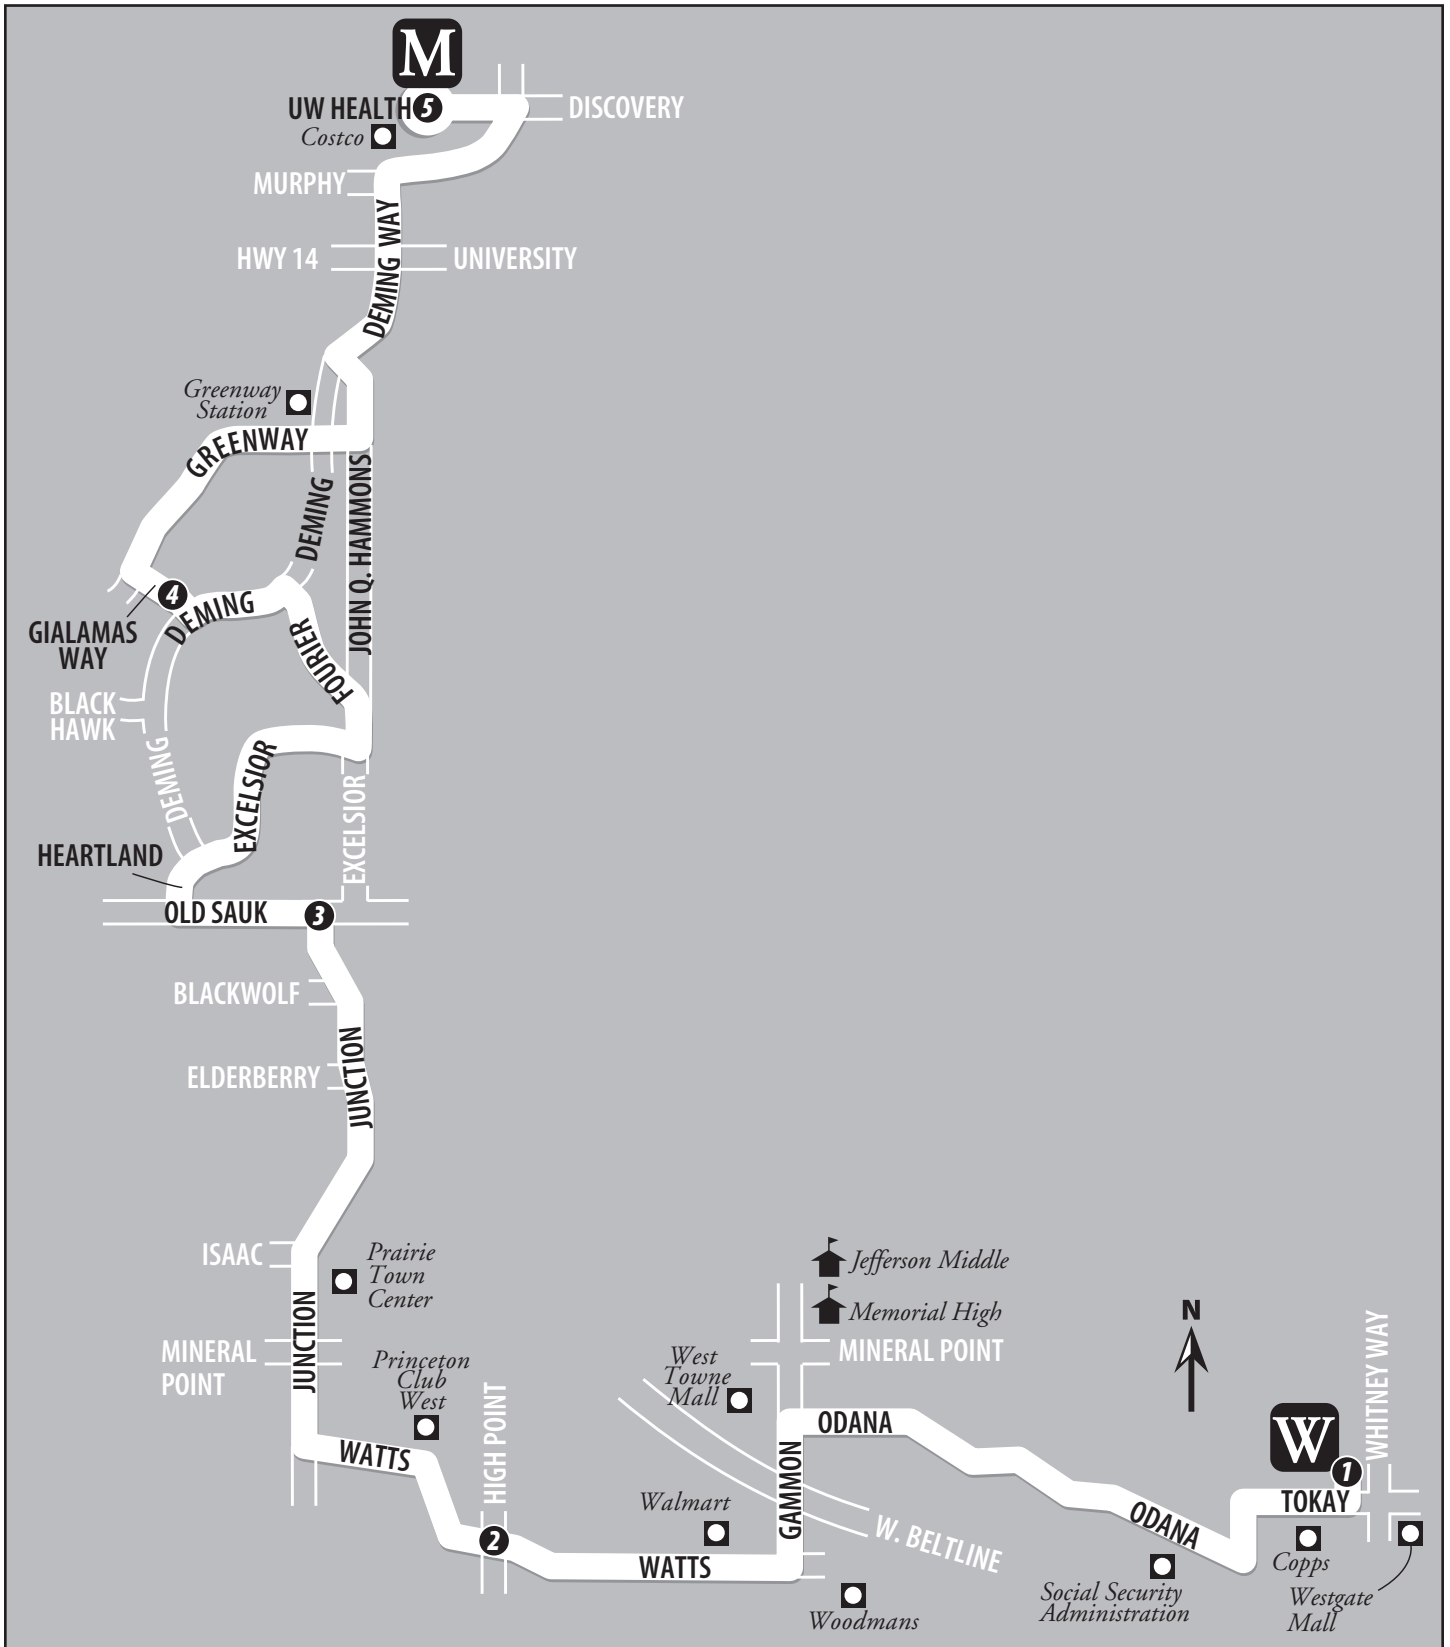 M
UW HEALTH 5
DISCOVERY
Costco
MURPHY
DEMING WAY
HWY 14
UNIVERSITY
Greenway
Station
GREENWAY
DEMING
JOHN Q. HAMMONS
4
DEMING
GIALAMAS
WAY
FOURIER
BLACK
HAWK
DEMING
EXCELSIOR
EXCELSIOR
HEARTLAND
OLD SAUK
3
BLACKWOLF
JUNCTION
ELDERBERRY
ISAAC
Prairie
Town
Center
JUNCTION
MINERAL
POINT
Princeton
Club
West
HIGH POINT
WATTS
2
WATTS
Walmart
Woodmans
GAMMON
West
Towne
Mall
Jefferson Middle
Memorial High
MINERAL POINT
ODANA
W. BELTLINE
ODANA
Social Security
Administration
N
W
1
WHITNEY WAY
TOKAY
Copps
Westgate
Mall